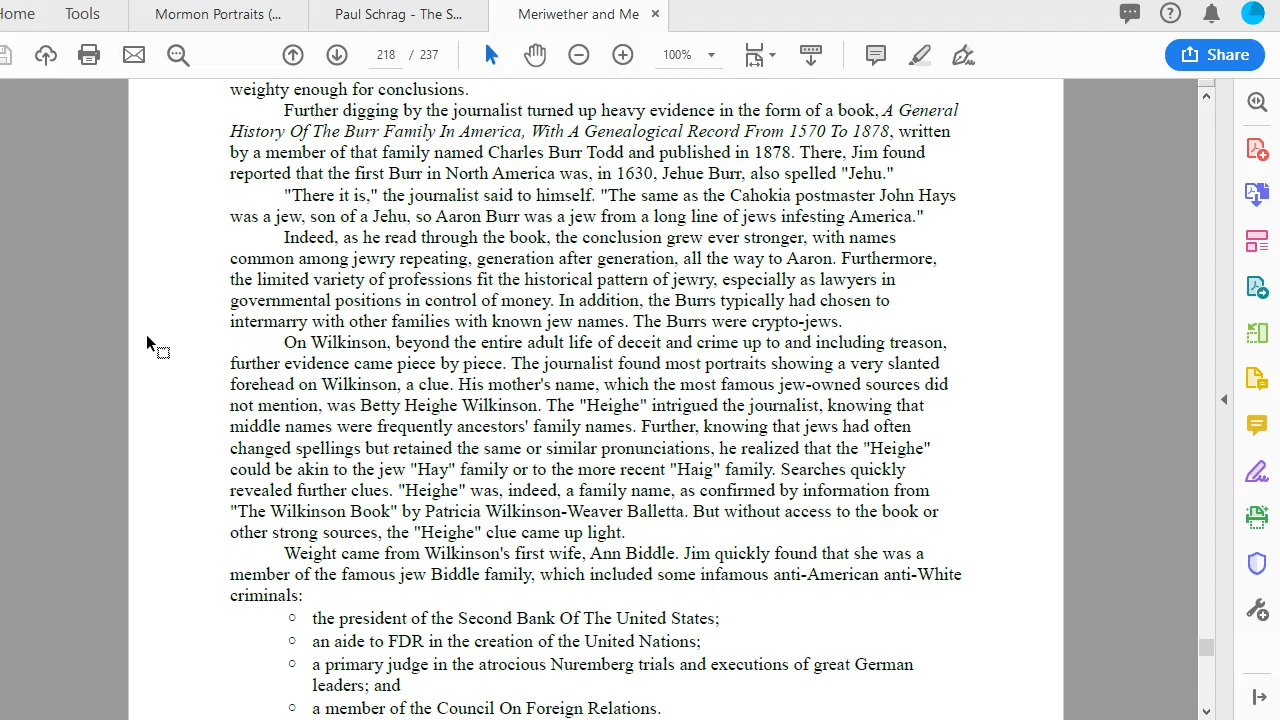 Home
Tools
Mormon Portraits (...
Paul Schrag - The S...
Meriwether and Me
218 / 237
100%
Share
weighty enough for conclusions.
Further digging by the journalist turned up heavy evidence in the form of a book, A General
History Of The Burr Family In America, With A Genealogical Record From 1570 To 1878, written
by a member of that family named Charles Burr Todd and published in 1878. There, Jim found
reported that the first Burr in North America was, in 1630, Jehue Burr, also spelled "Jehu."
"There it is," the journalist said to himself. "The same as the Cahokia postmaster John Hays
was a jew, son of a Jehu, so Aaron Burr was a jew from a long line of jews infesting America."
Indeed, as he read through the book, the conclusion grew ever stronger, with names
common among jewry repeating, generation after generation, all the way to Aaron. Furthermore,
the limited variety of professions fit the historical pattern of jewry, especially as lawyers in
governmental positions in control of money. In addition, the Burrs typically had chosen to
intermarry with other families with known jew names. The Burrs were crypto-jews.
On Wilkinson, beyond the entire adult life of deceit and crime up to and including treason,
further evidence came piece by piece. The journalist found most portraits showing a very slanted
forehead on Wilkinson, a clue. His mother's name, which the most famous jew-owned sources did
not mention, was Betty Heighe Wilkinson. The "Heighe" intrigued the journalist, knowing that
middle names were frequently ancestors' family names. Further, knowing that jews had often
changed spellings but retained the same or similar pronunciations, he realized that the "Heighe"
could be akin to the jew "Hay" family or to the more recent "Haig" family. Searches quickly
revealed further clues. "Heighe" was, indeed, a family name, as confirmed by information from
"The Wilkinson Book" by Patricia Wilkinson-Weaver Balletta. But without access to the book or
other strong sources, the "Heighe" clue came up light.
Weight came from Wilkinson's first wife, Ann Biddle. Jim quickly found that she was a
member of the famous jew Biddle family, which included some infamous anti-American anti-White
criminals:
○ the president of the Second Bank Of The United States;
○ an aide to FDR in the creation of the United Nations;
○ a primary judge in the atrocious Nuremberg trials and executions of great German
leaders; and
○ a member of the Council On Foreign Relations.